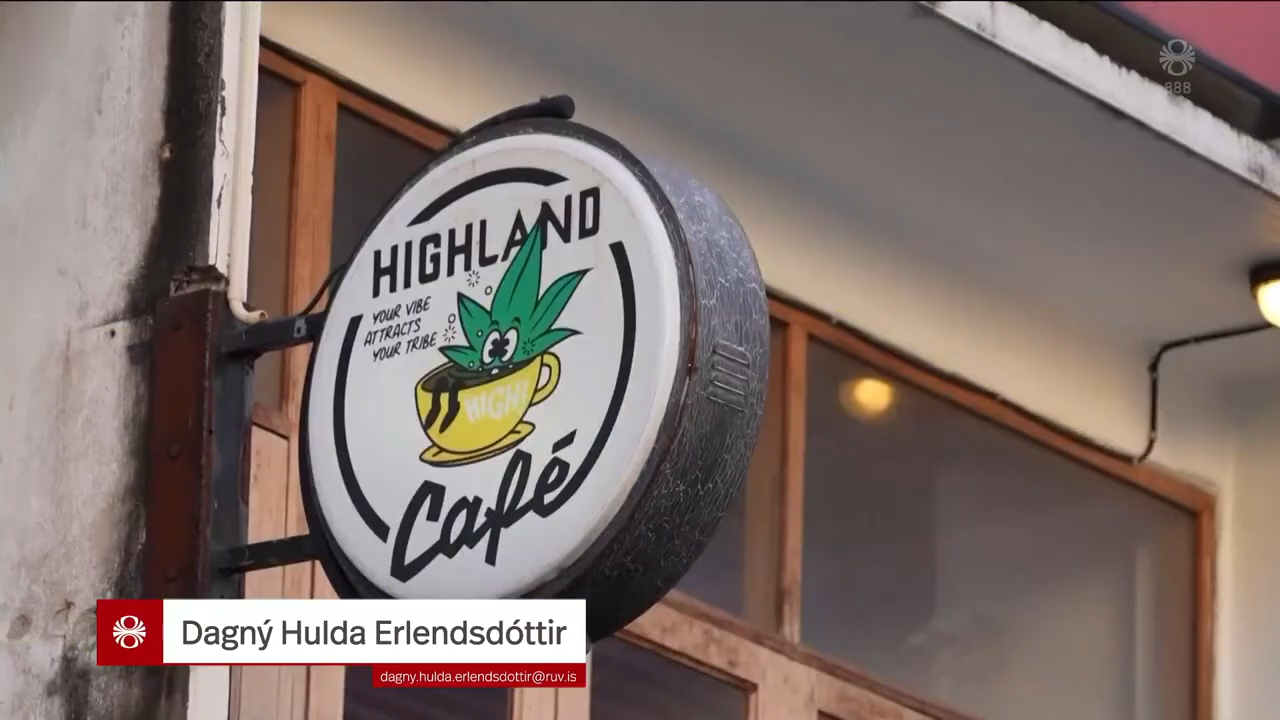 888
HIGHLAND
YOUR VIBE
ATTRACTS
YOUR TRIBE
HIGH!
Café
Dagný Hulda Erlendsdóttir
dagny.hulda.erlendsdottir@ruv.is